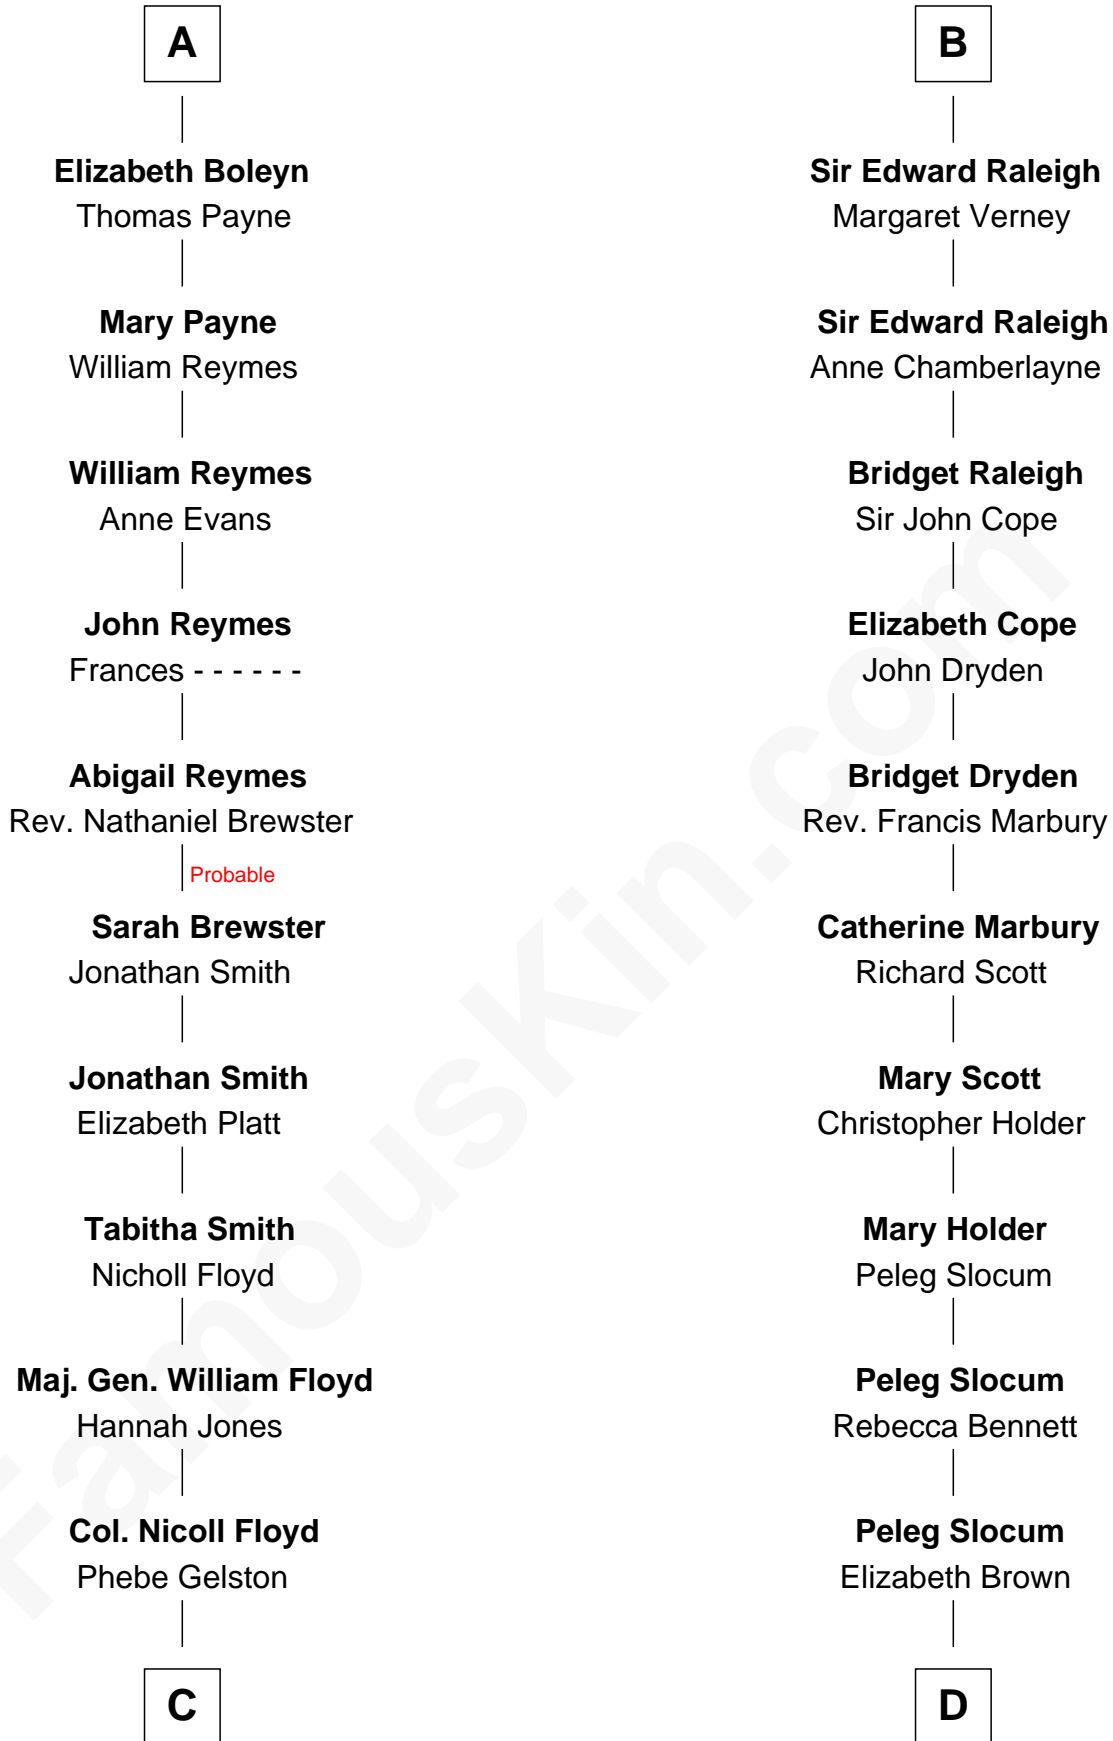 A
Elizabeth Boleyn
Thomas Payne
Mary Payne
William Reymes
William Reymes
Anne Evans
John Reymes
Frances - - - - - -
Abigail Reymes
Rev. Nathaniel Brewster
Probable
Sarah Brewster
Jonathan Smith
Jonathan Smith
Elizabeth Platt
Tabitha Smith
Nicholl Floyd
Maj. Gen. William Floyd
Hannah Jones
Col. Nicoll Floyd
Phebe Gelston
C
B
Sir Edward Raleigh
Margaret Verney
Sir Edward Raleigh
Anne Chamberlayne
Bridget Raleigh
Sir John Cope
Elizabeth Cope
John Dryden
Bridget Dryden
Rev. Francis Marbury
Catherine Marbury
Richard Scott
Mary Scott
Christopher Holder
Mary Holder
Peleg Slocum
Peleg Slocum
Rebecca Bennett
Peleg Slocum
Elizabeth Brown
D
FamousKin.com